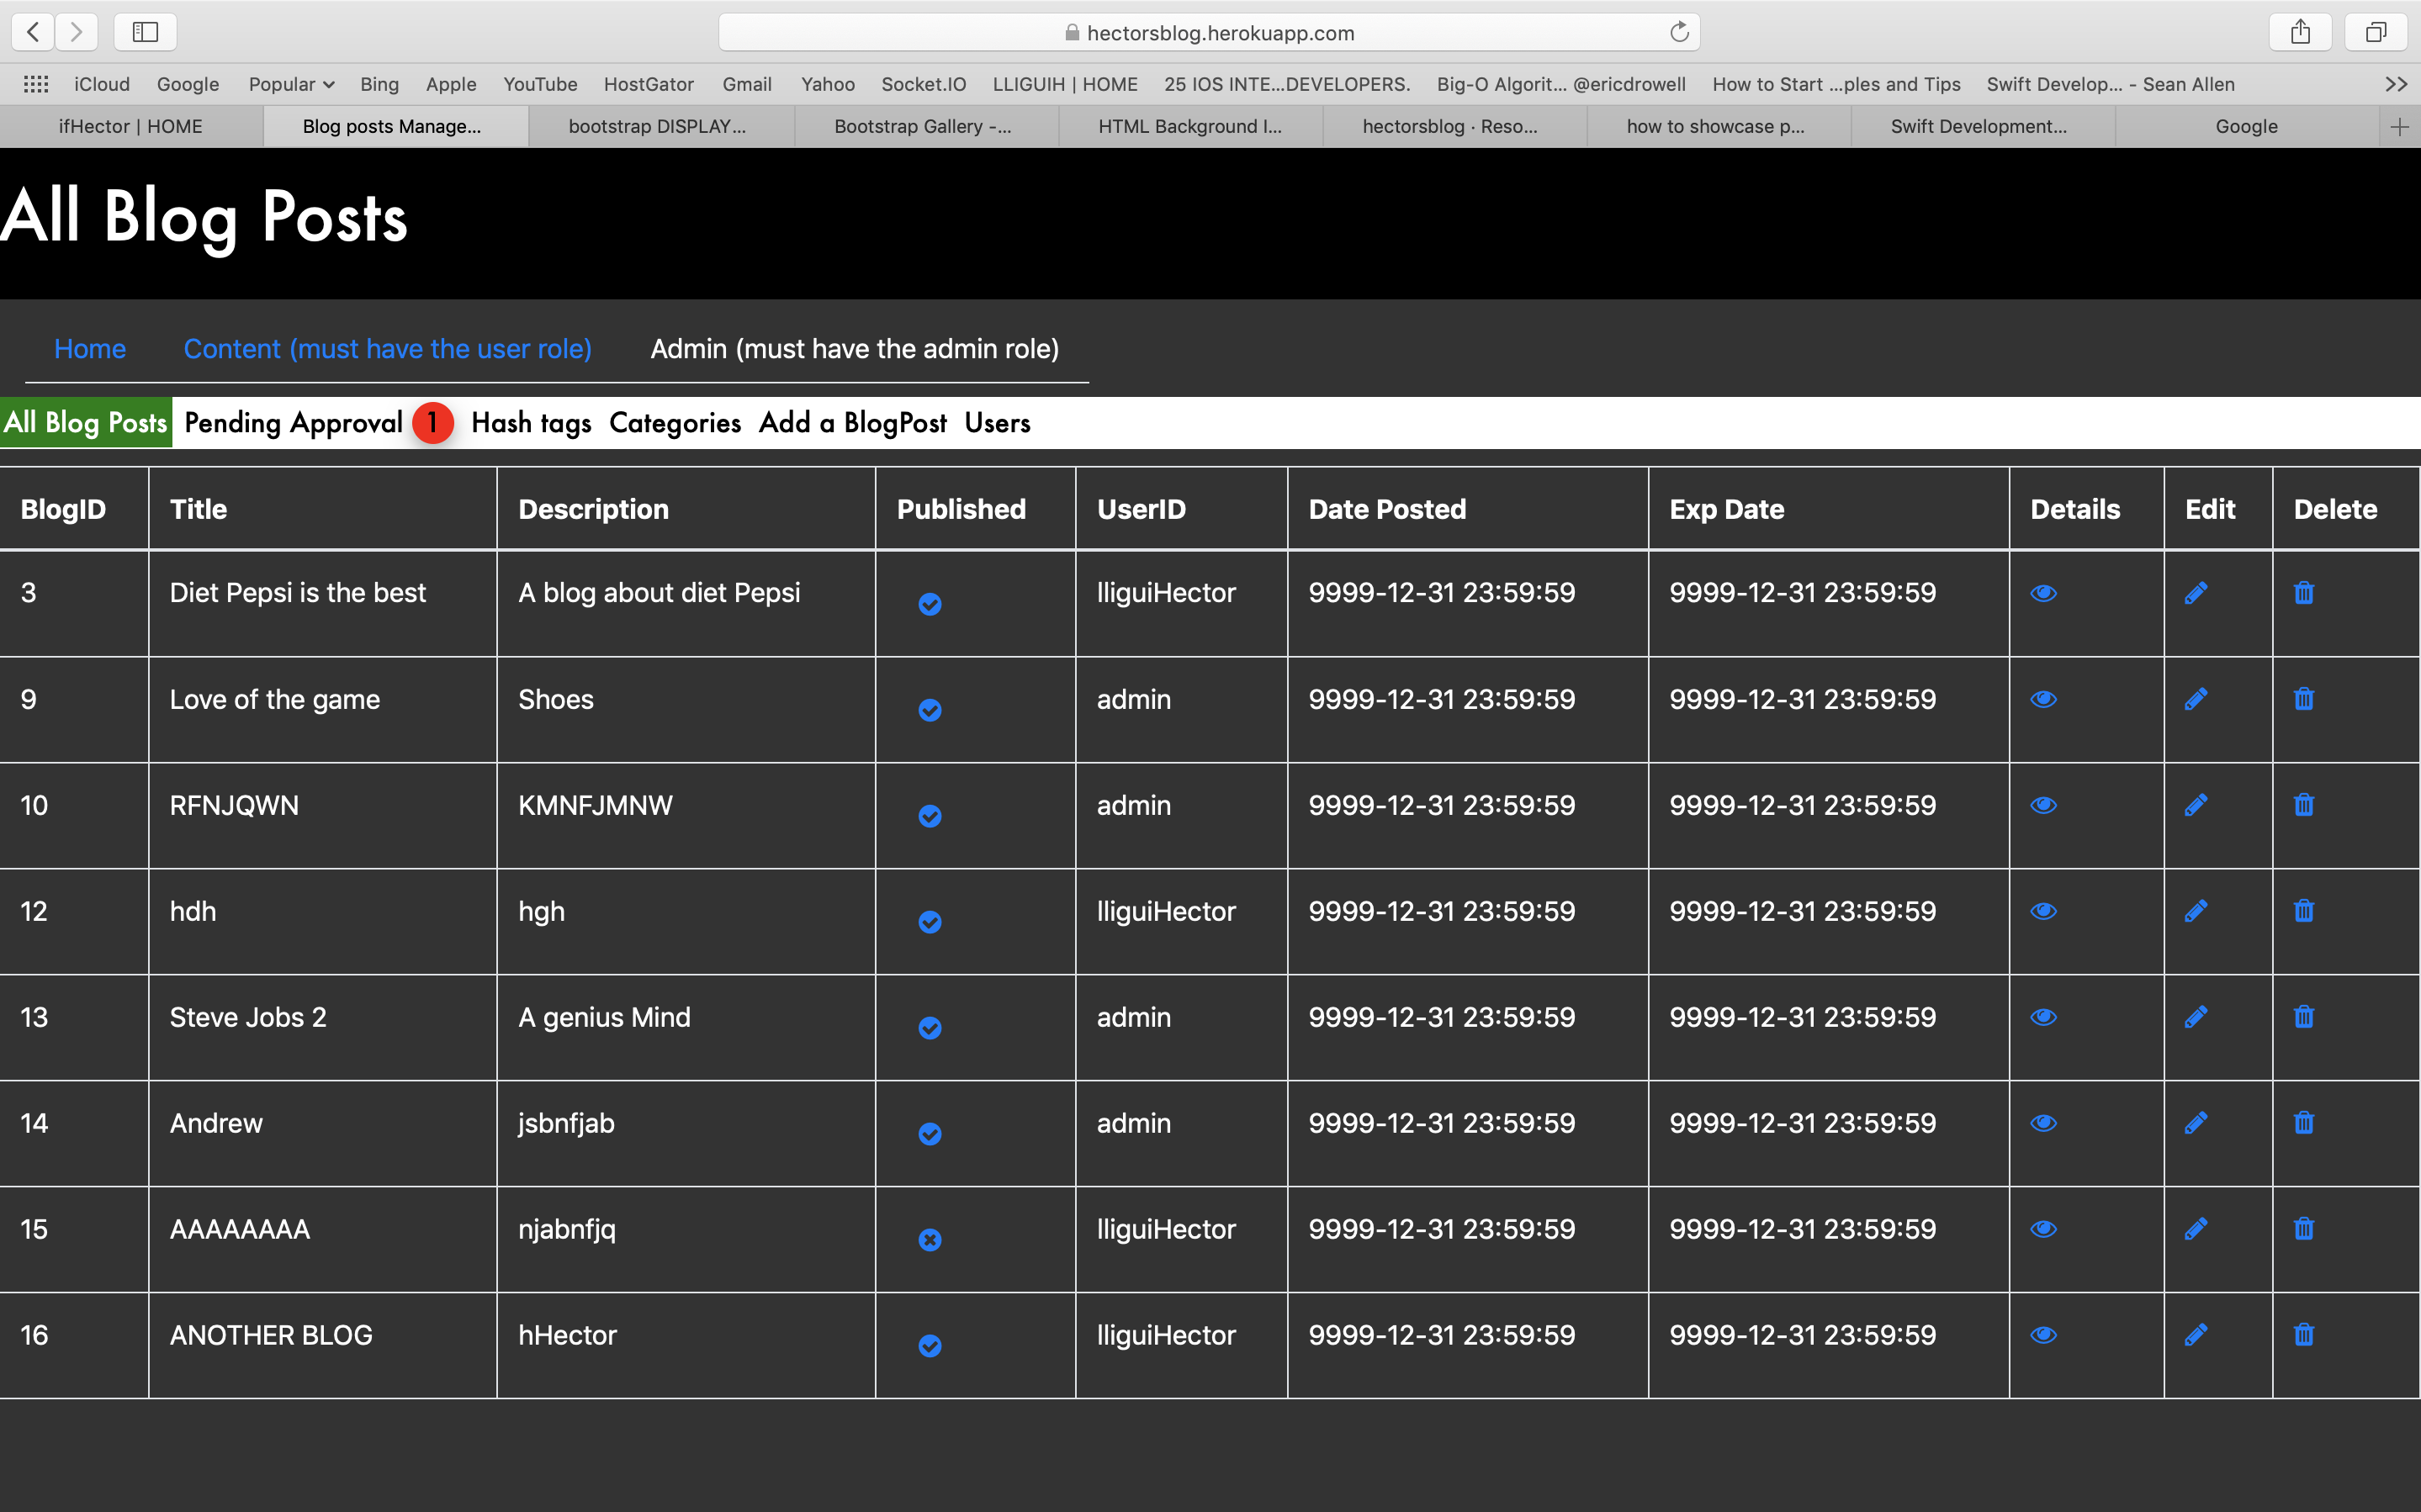 hectorsblog.herokuapp.com
iCloud Google Popular Bing Apple YouTube HostGator Gmail Yahoo Socket.IO LLIGUIH | HOME 25 IOS INTE...DEVELOPERS. Big-O Algorit... @ericdrowell How to Start ...ples and Tips Swift Develop... - Sean Allen
ifHector | HOME Blog posts Manage... bootstrap DISPLAY... Bootstrap Gallery -... HTML Background I... hectorsblog · Reso... how to showcase p... Swift Development... Google
All Blog Posts
Home Content (must have the user role) Admin (must have the admin role)
All Blog Posts Pending Approval 1 Hash tags Categories Add a BlogPost Users
BlogID Title Description Published UserID Date Posted Exp Date Details Edit Delete
3 Diet Pepsi is the best A blog about diet Pepsi lliguiHector 9999-12-31 23:59:59 9999-12-31 23:59:59
9 Love of the game Shoes admin 9999-12-31 23:59:59 9999-12-31 23:59:59
10 RFNJQWN KMNFJMNW admin 9999-12-31 23:59:59 9999-12-31 23:59:59
12 hdh hgh lliguiHector 9999-12-31 23:59:59 9999-12-31 23:59:59
13 Steve Jobs 2 A genius Mind admin 9999-12-31 23:59:59 9999-12-31 23:59:59
14 Andrew jsbnfjab admin 9999-12-31 23:59:59 9999-12-31 23:59:59
15 AAAAAAAA njabnfjq lliguiHector 9999-12-31 23:59:59 9999-12-31 23:59:59
16 ANOTHER BLOG hHector lliguiHector 9999-12-31 23:59:59 9999-12-31 23:59:59